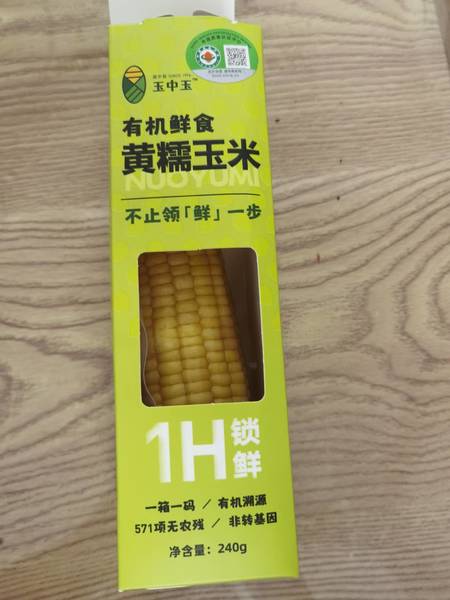 玉中玉
TM
有机鲜食
黄糯玉米
NUOYUMI
不止领「鲜」一步
1H 锁鲜
一箱一码 / 有机溯源
571项无农残 / 非转基因
净含量：240g